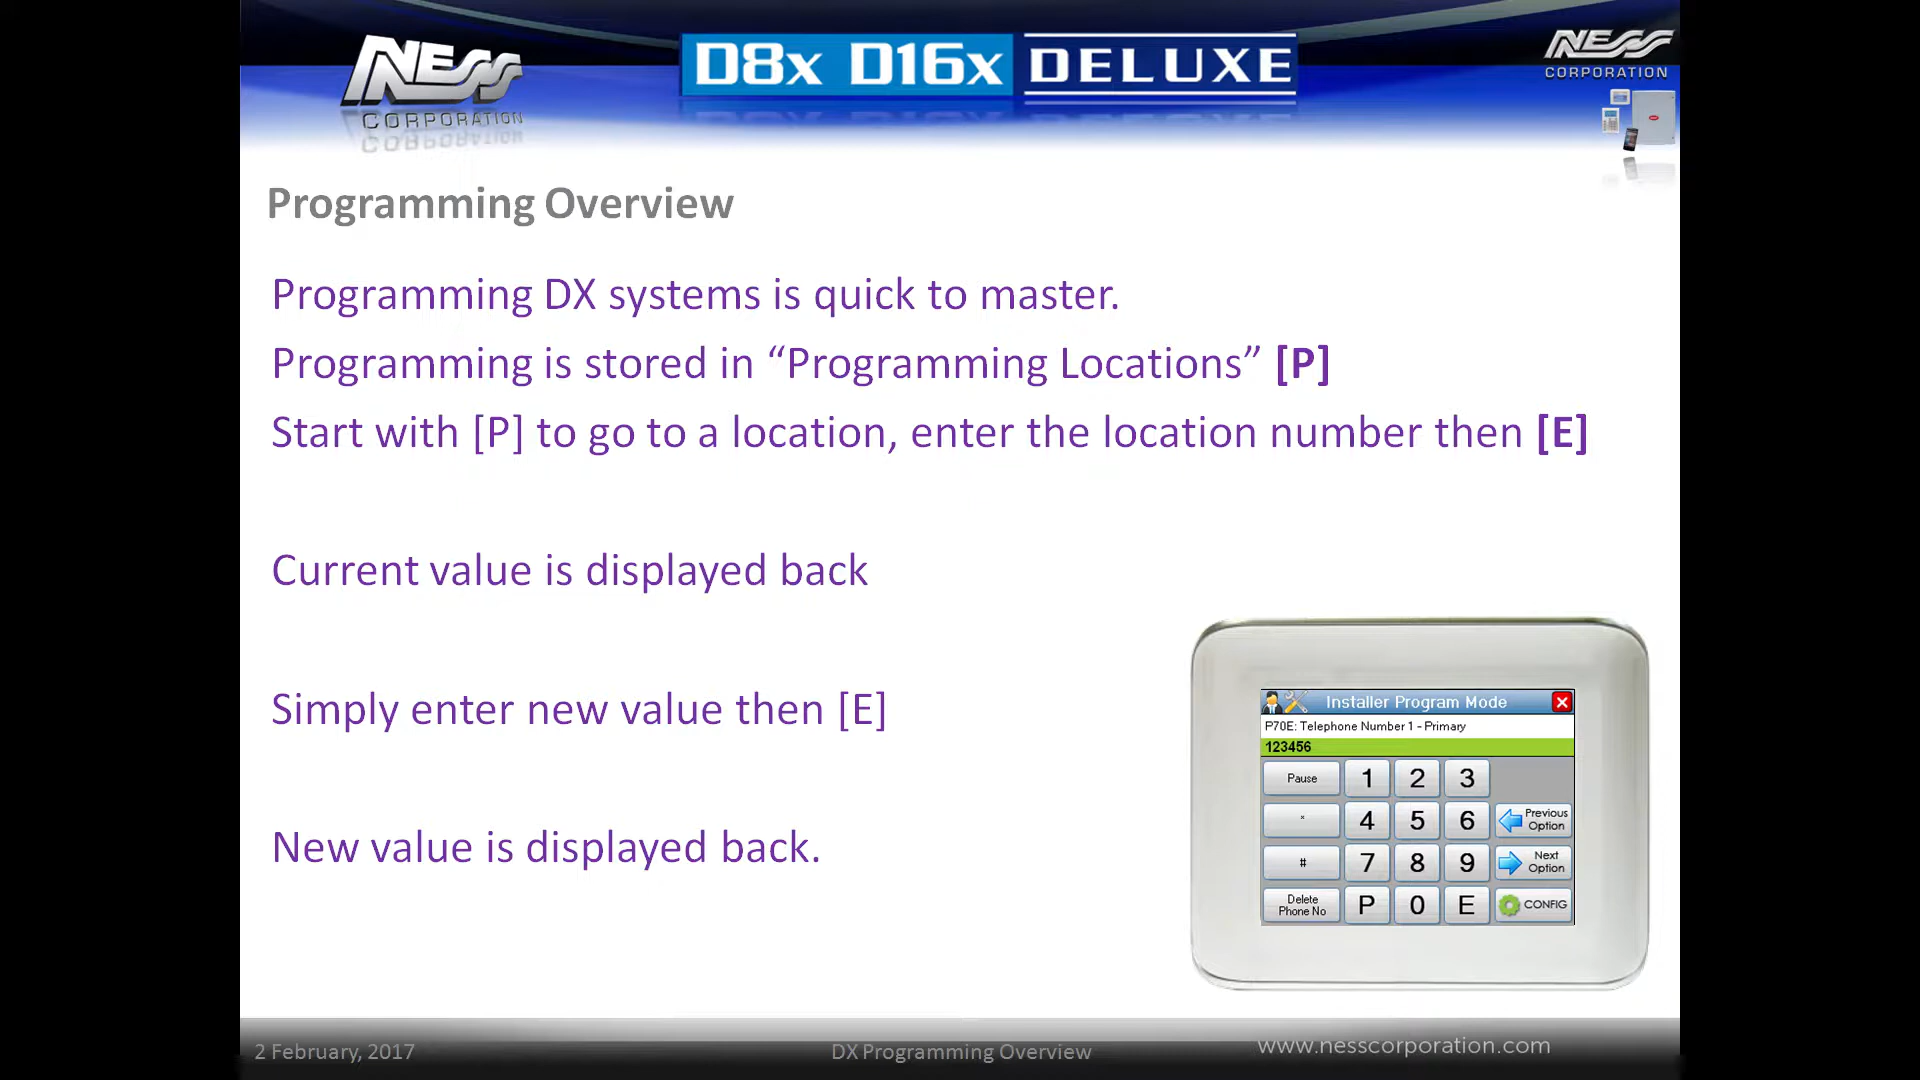 NESS
CORPORATION
D8x D16x DELUXE
NESS
CORPORATION
Programming Overview
Programming DX systems is quick to master.
Programming is stored in “Programming Locations” [P]
Start with [P] to go to a location, enter the location number then [E]
Current value is displayed back
Simply enter new value then [E]
New value is displayed back.
Installer Program Mode
P70E: Telephone Number 1 - Primary
123456
Pause 1 2 3
* 4 5 6 Previous Option
# 7 8 9 Next Option
Delete Phone No P 0 E CONFIG
2 February, 2017
DX Programming Overview
www.nesscorporation.com